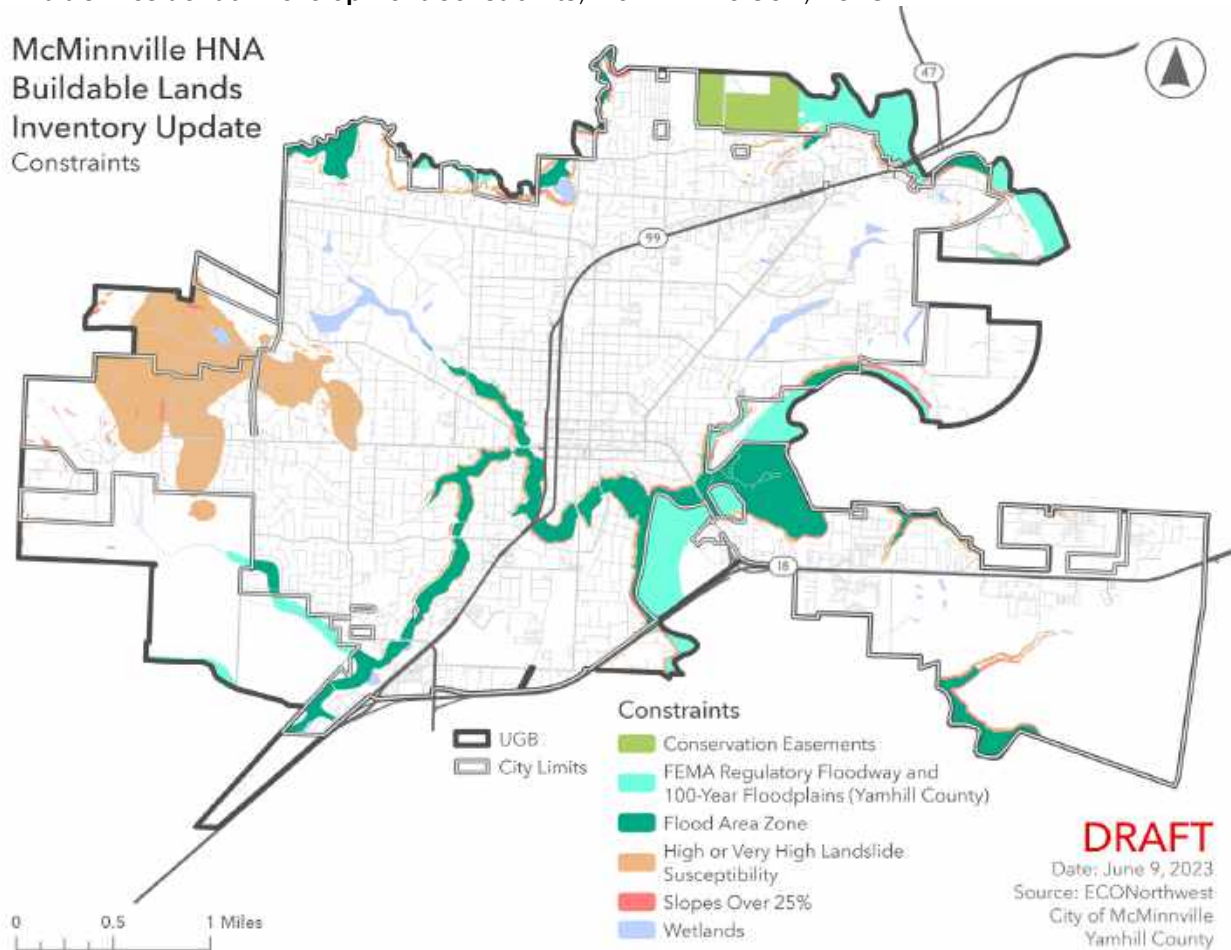 McMinnville HNA
Buildable Lands
Inventory Update
Constraints
47
99
18
UGB
City Limits
Constraints
Conservation Easements
FEMA Regulatory Floodway and
100-Year Floodplains (Yamhill County)
Flood Area Zone
High or Very High Landslide
Susceptibility
Slopes Over 25%
Wetlands
DRAFT
Date: June 9, 2023
Source: ECONorthwest
City of McMinnville
Yamhill County
0 0.5 1 Miles